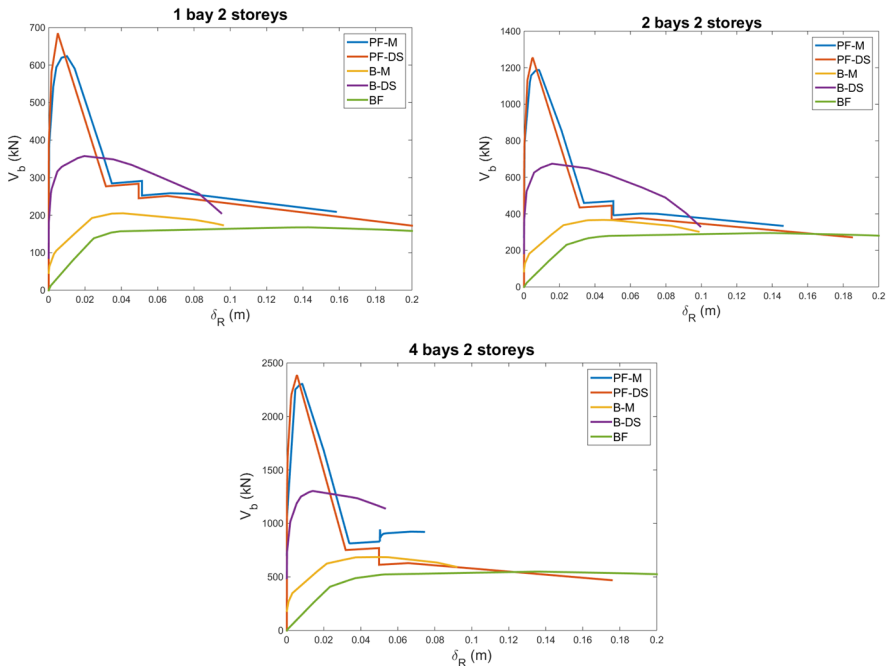 1 bay 2 storeys
V_b (kN)
700
600
500
400
300
200
100
0
0
0.02
0.04
0.06
0.08
0.1
0.12
0.14
0.16
0.18
0.2
δ_R (m)
PF-M
PF-DS
B-M
B-DS
BF
2 bays 2 storeys
V_b (kN)
1400
1200
1000
800
600
400
200
0
0
0.02
0.04
0.06
0.08
0.1
0.12
0.14
0.16
0.18
0.2
δ_R (m)
PF-M
PF-DS
B-M
B-DS
BF
4 bays 2 storeys
V_b (kN)
2500
2000
1500
1000
500
0
0
0.02
0.04
0.06
0.08
0.1
0.12
0.14
0.16
0.18
0.2
δ_R (m)
PF-M
PF-DS
B-M
B-DS
BF